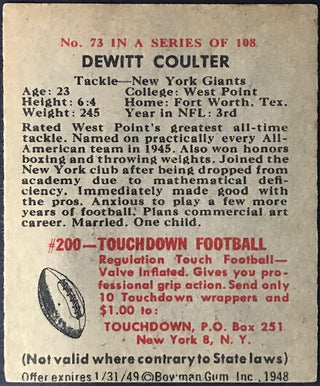 No. 73 IN A SERIES OF 108
DEWITT COULTER
Tackle—New York Giants
Age: 23 College: West Point
Height: 6:4 Home: Fort Worth, Tex.
Weight: 245 Year in NFL: 3rd
Rated West Point's greatest all-time
tackle. Named on practically every All-
American team in 1945. Also won honors
boxing and throwing weights. Joined the
New York club after being dropped from
academy due to mathematical defi-
ciency. Immediately made good with
the pros. Anxious to play a few more
years of football. Plans commercial art
career. Married. One child.
#200—TOUCHDOWN FOOTBALL
Regulation Touch Football—
Valve Inflated. Gives you pro-
fessional grip action. Send only
10 Touchdown wrappers and
$1.00 to
TOUCHDOWN, P.O. Box 251
New York 8, N. Y.
(Not valid where contrary to State laws)
Offer expires 1/31/49 © Bowman Gum Inc. 1948